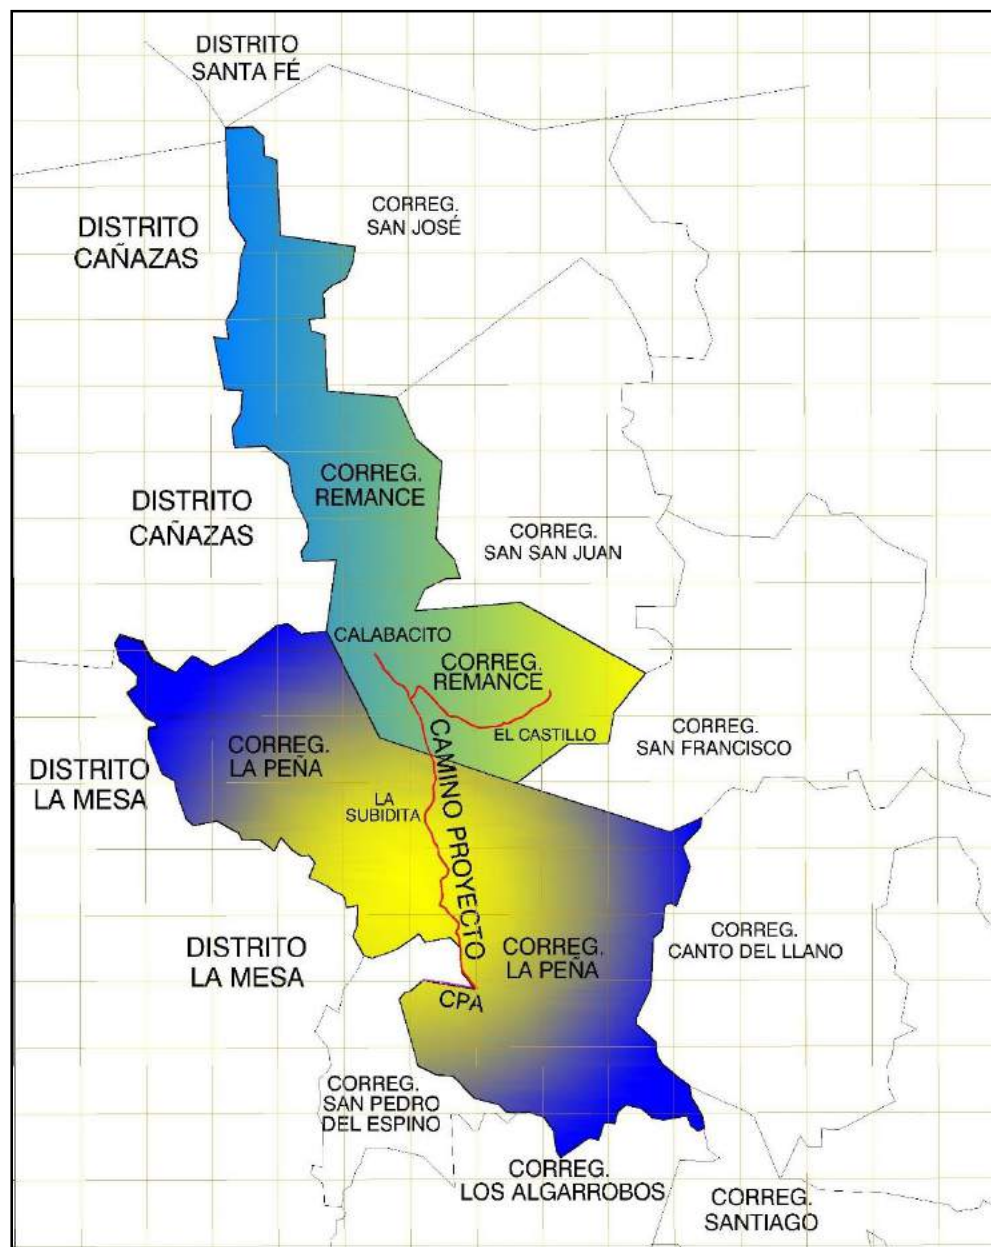 DISTRITO
SANTA FÉ
CORREG.
SAN JOSÉ
DISTRITO
CAÑAZAS
CORREG.
REMANCE
DISTRITO
CAÑAZAS
CORREG.
SAN SAN JUAN
CALABACITO
CORREG.
REMANCE
EL CASTILLO
CORREG.
SAN FRANCISCO
CORREG.
LA PEÑA
DISTRITO
LA MESA
LA
SUBIDITA
CAMINO PROYECTO
CORREG.
CANTO DEL LLANO
DISTRITO
LA MESA
CORREG.
LA PEÑA
CPA
CORREG.
SAN PEDRO
DEL ESPINO
CORREG.
LOS ALGARROBOS
CORREG.
SANTIAGO